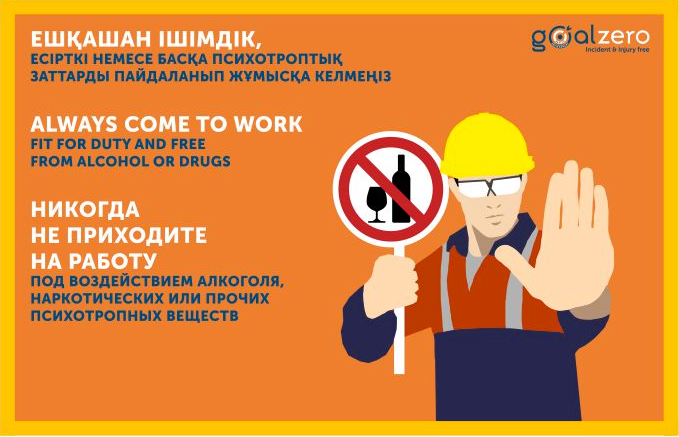 ЕШҚАШАН ІШІМДІК,
ЕСІРТКІ НЕМЕСЕ БАСҚА ПСИХОТРОПТЫҚ
ЗАТТАРДЫ ПАЙДАЛАНЫП ЖҰМЫСҚА КЕЛМЕҢІЗ
goalzero
Incident & Injury free
ALWAYS COME TO WORK
FIT FOR DUTY AND FREE
FROM ALCOHOL OR DRUGS
НИКОГДА
НЕ ПРИХОДИТЕ
НА РАБОТУ
ПОД ВОЗДЕЙСТВИЕМ АЛКОГОЛЯ,
НАРКОТИЧЕСКИХ ИЛИ ПРОЧИХ
ПСИХОТРОПНЫХ ВЕЩЕСТВ